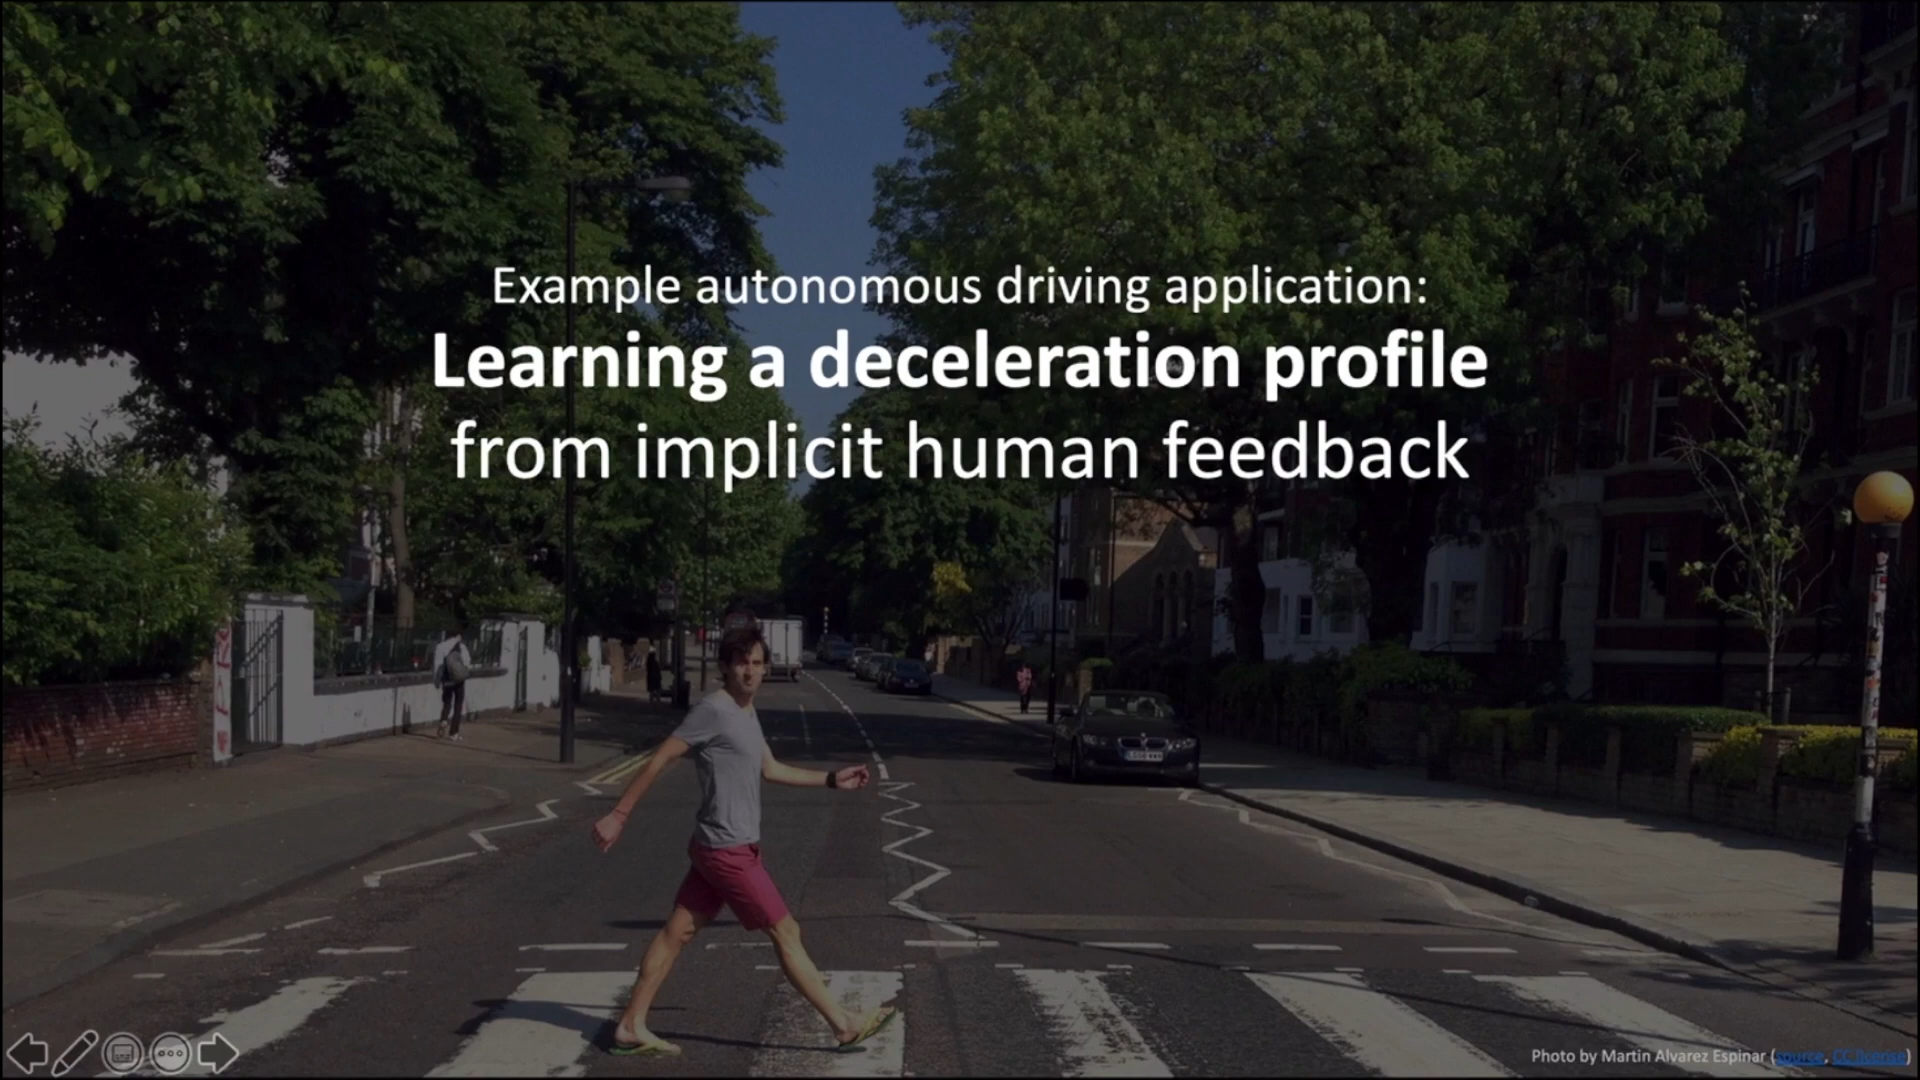 Example autonomous driving application:
Learning a deceleration profile
from implicit human feedback
Photo by Martin Alvarez Espinar (source, CC license)